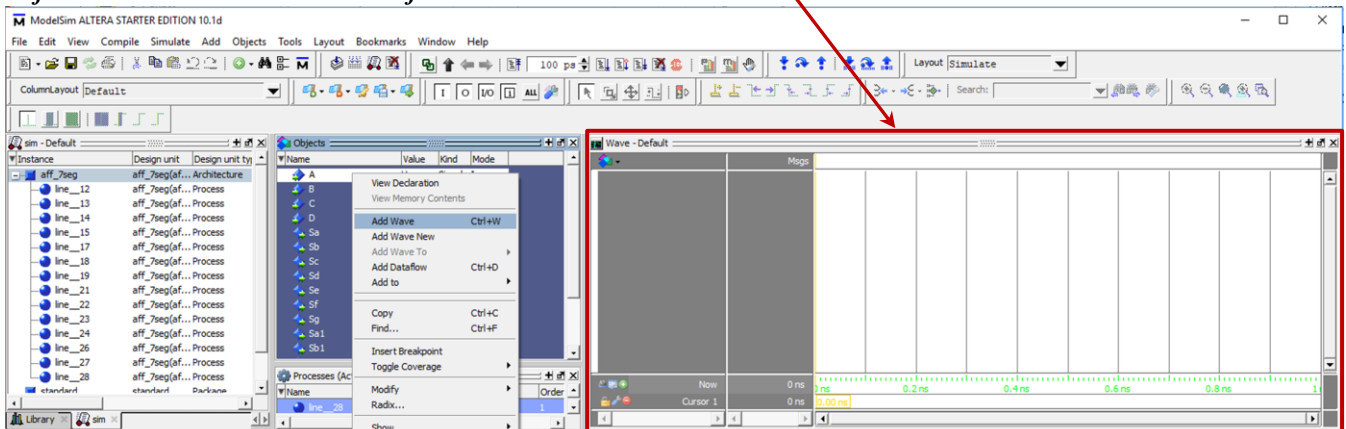 ModelSim ALTERA STARTER EDITION 10.1d
File Edit View Compile Simulate Add Objects Tools Layout Bookmarks Window Help
100 ps
Layout Simulate
ColumnLayout Default
I O I/O ALL
Search:
sim - Default
Instance Design unit Design unit ty
aff_7seg aff_7seg(af... Architecture
line__12 aff_7seg(af... Process
line__13 aff_7seg(af... Process
line__14 aff_7seg(af... Process
line__15 aff_7seg(af... Process
line__17 aff_7seg(af... Process
line__18 aff_7seg(af... Process
line__19 aff_7seg(af... Process
line__21 aff_7seg(af... Process
line__22 aff_7seg(af... Process
line__23 aff_7seg(af... Process
line__24 aff_7seg(af... Process
line__26 aff_7seg(af... Process
line__27 aff_7seg(af... Process
line__28 aff_7seg(af... Process
standard standard Package
Library sim
Objects
Name Value Kind Mode
A
B
C
D
Sa
Sb
Sc
Sd
Se
Sf
Sg
Sa1
Sb1
View Declaration
View Memory Contents
Add Wave Ctrl+W
Add Wave New
Add Wave To
Add Dataflow Ctrl+D
Add to
Copy Ctrl+C
Find... Ctrl+F
Insert Breakpoint
Toggle Coverage
Modify
Radix...
Show
Processes (Ac
Name Order
line__28 1
Wave - Default
Msgs
Now 0 ns
Cursor 1 0 ns
0.2 ns 0.4 ns 0.6 ns 0.8 ns
0.00 ns